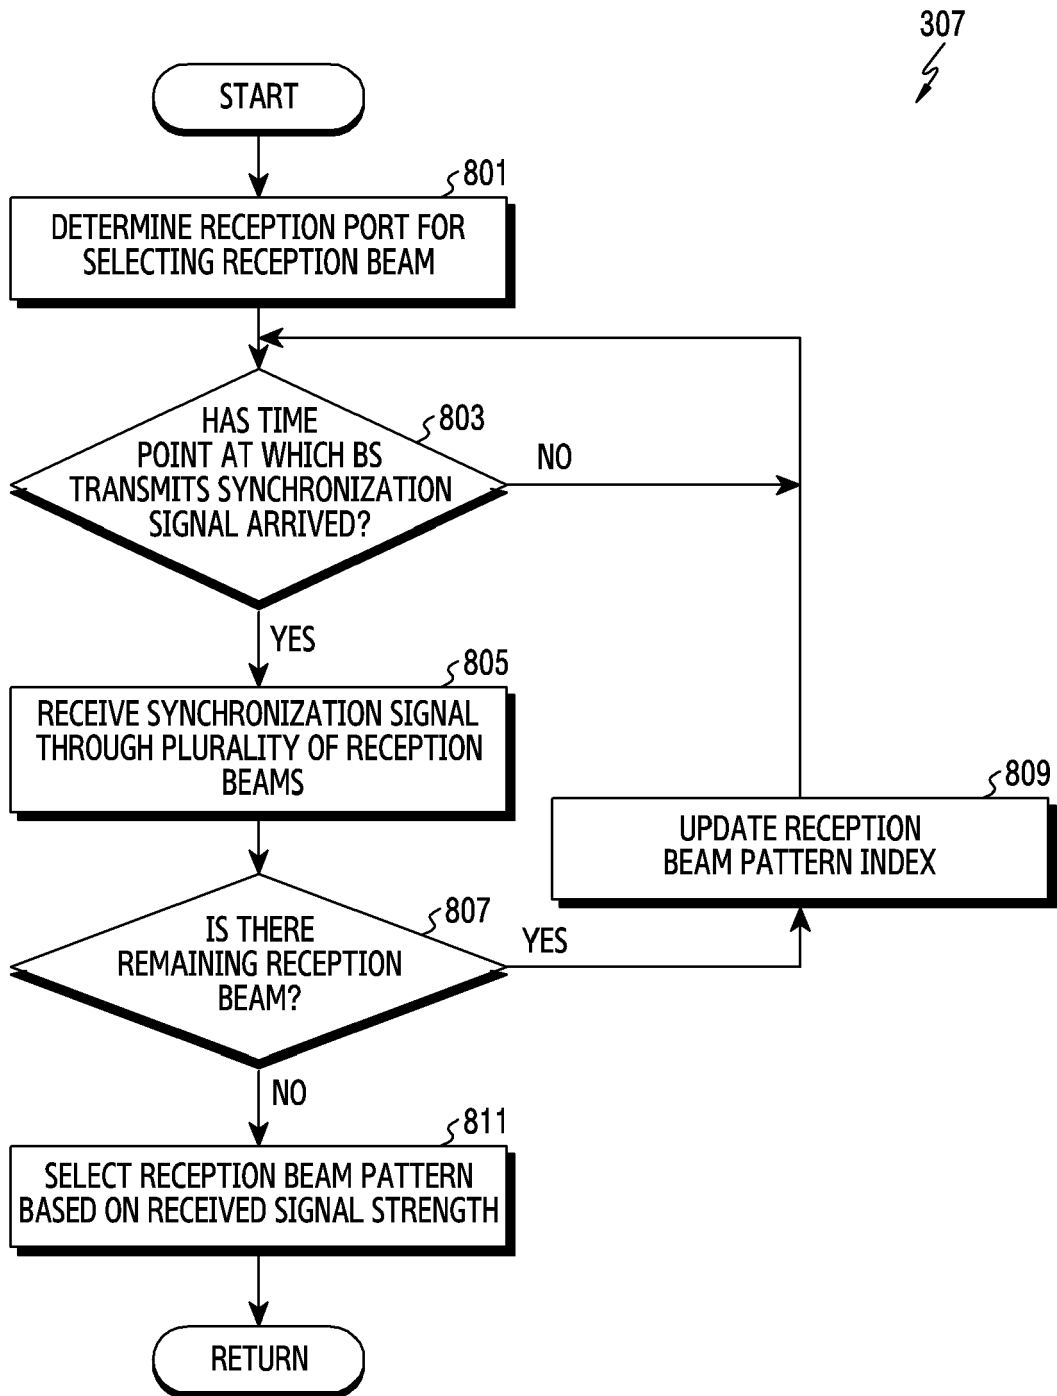 307
START
801
DETERMINE RECEPTION PORT FOR
SELECTING RECEPTION BEAM
803
HAS TIME
POINT AT WHICH BS
TRANSMITS SYNCHRONIZATION
SIGNAL ARRIVED?
NO
YES
805
RECEIVE SYNCHRONIZATION SIGNAL
THROUGH PLURALITY OF RECEPTION
BEAMS
809
UPDATE RECEPTION
BEAM PATTERN INDEX
807
IS THERE
REMAINING RECEPTION
BEAM?
YES
NO
811
SELECT RECEPTION BEAM PATTERN
BASED ON RECEIVED SIGNAL STRENGTH
RETURN